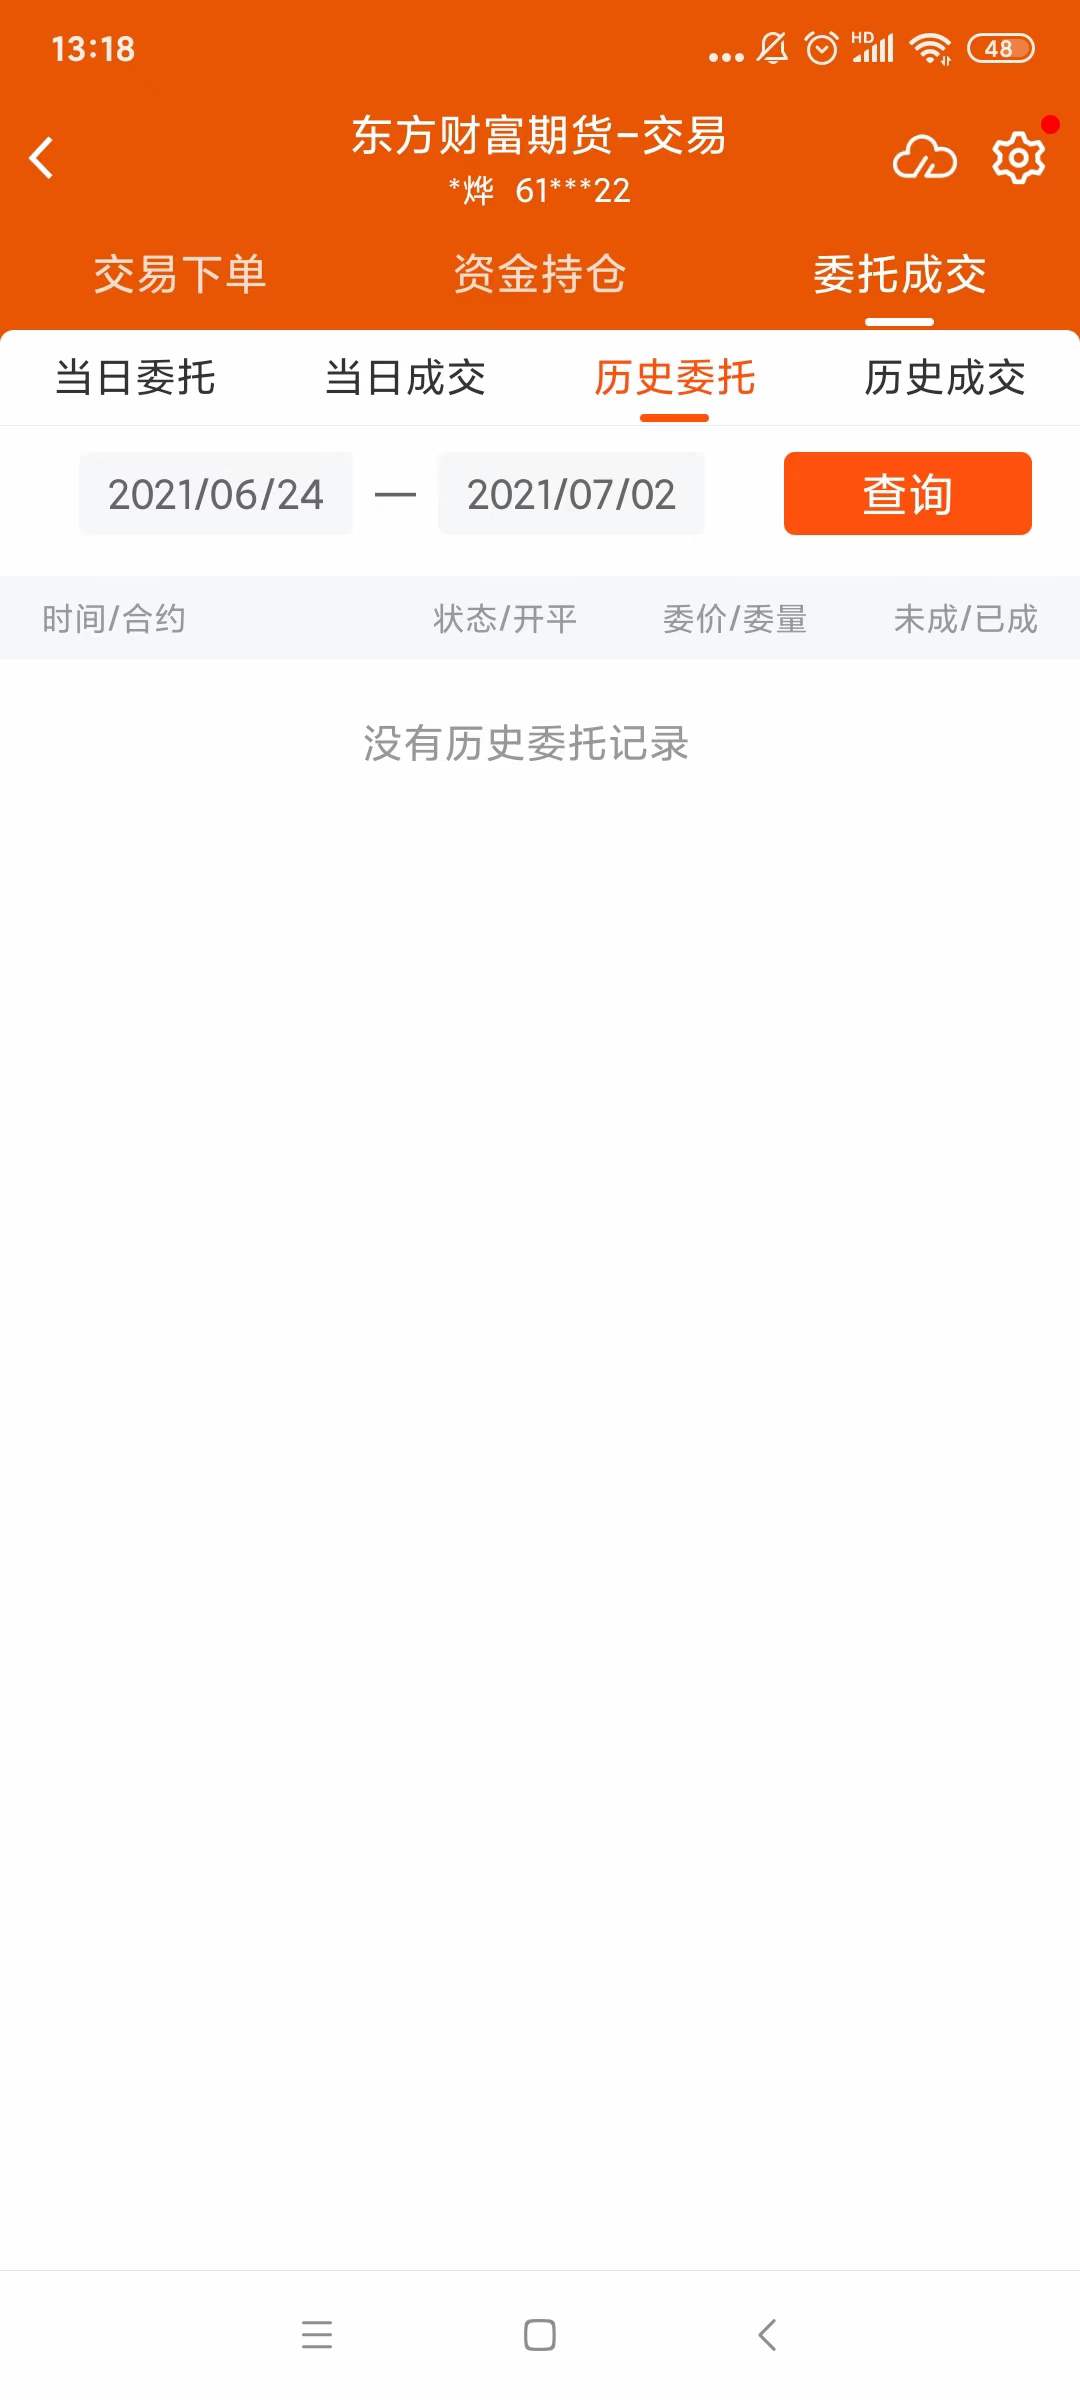 13:18
HD
48
东方财富期货-交易
*烨 61***22
交易下单 资金持仓 委托成交
当日委托 当日成交 历史委托 历史成交
2021/06/24 — 2021/07/02 查询
时间/合约 状态/开平 委价/委量 未成/已成
没有历史委托记录